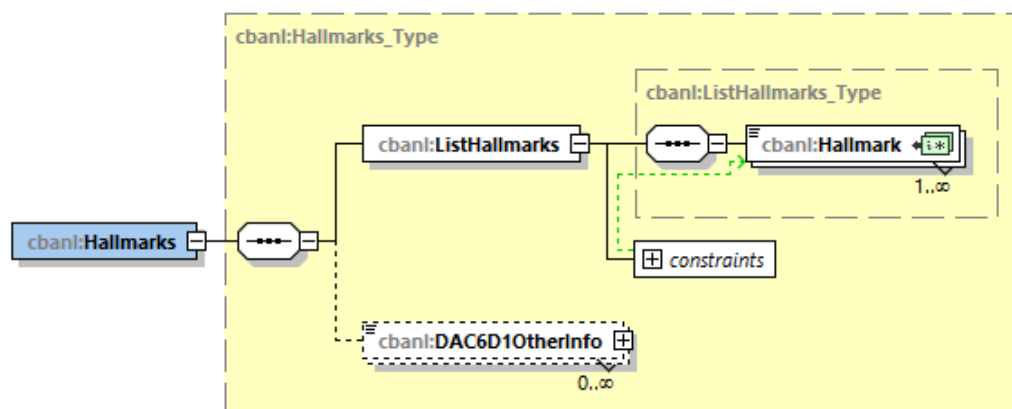 cbanl:Hallmarks_Type
cbanl:ListHallmarks_Type
cbanl:ListHallmarks
cbanl:Hallmark
i*
1..∞
cbanl:Hallmarks
constraints
cbanl:DAC6D1OtherInfo
0..∞